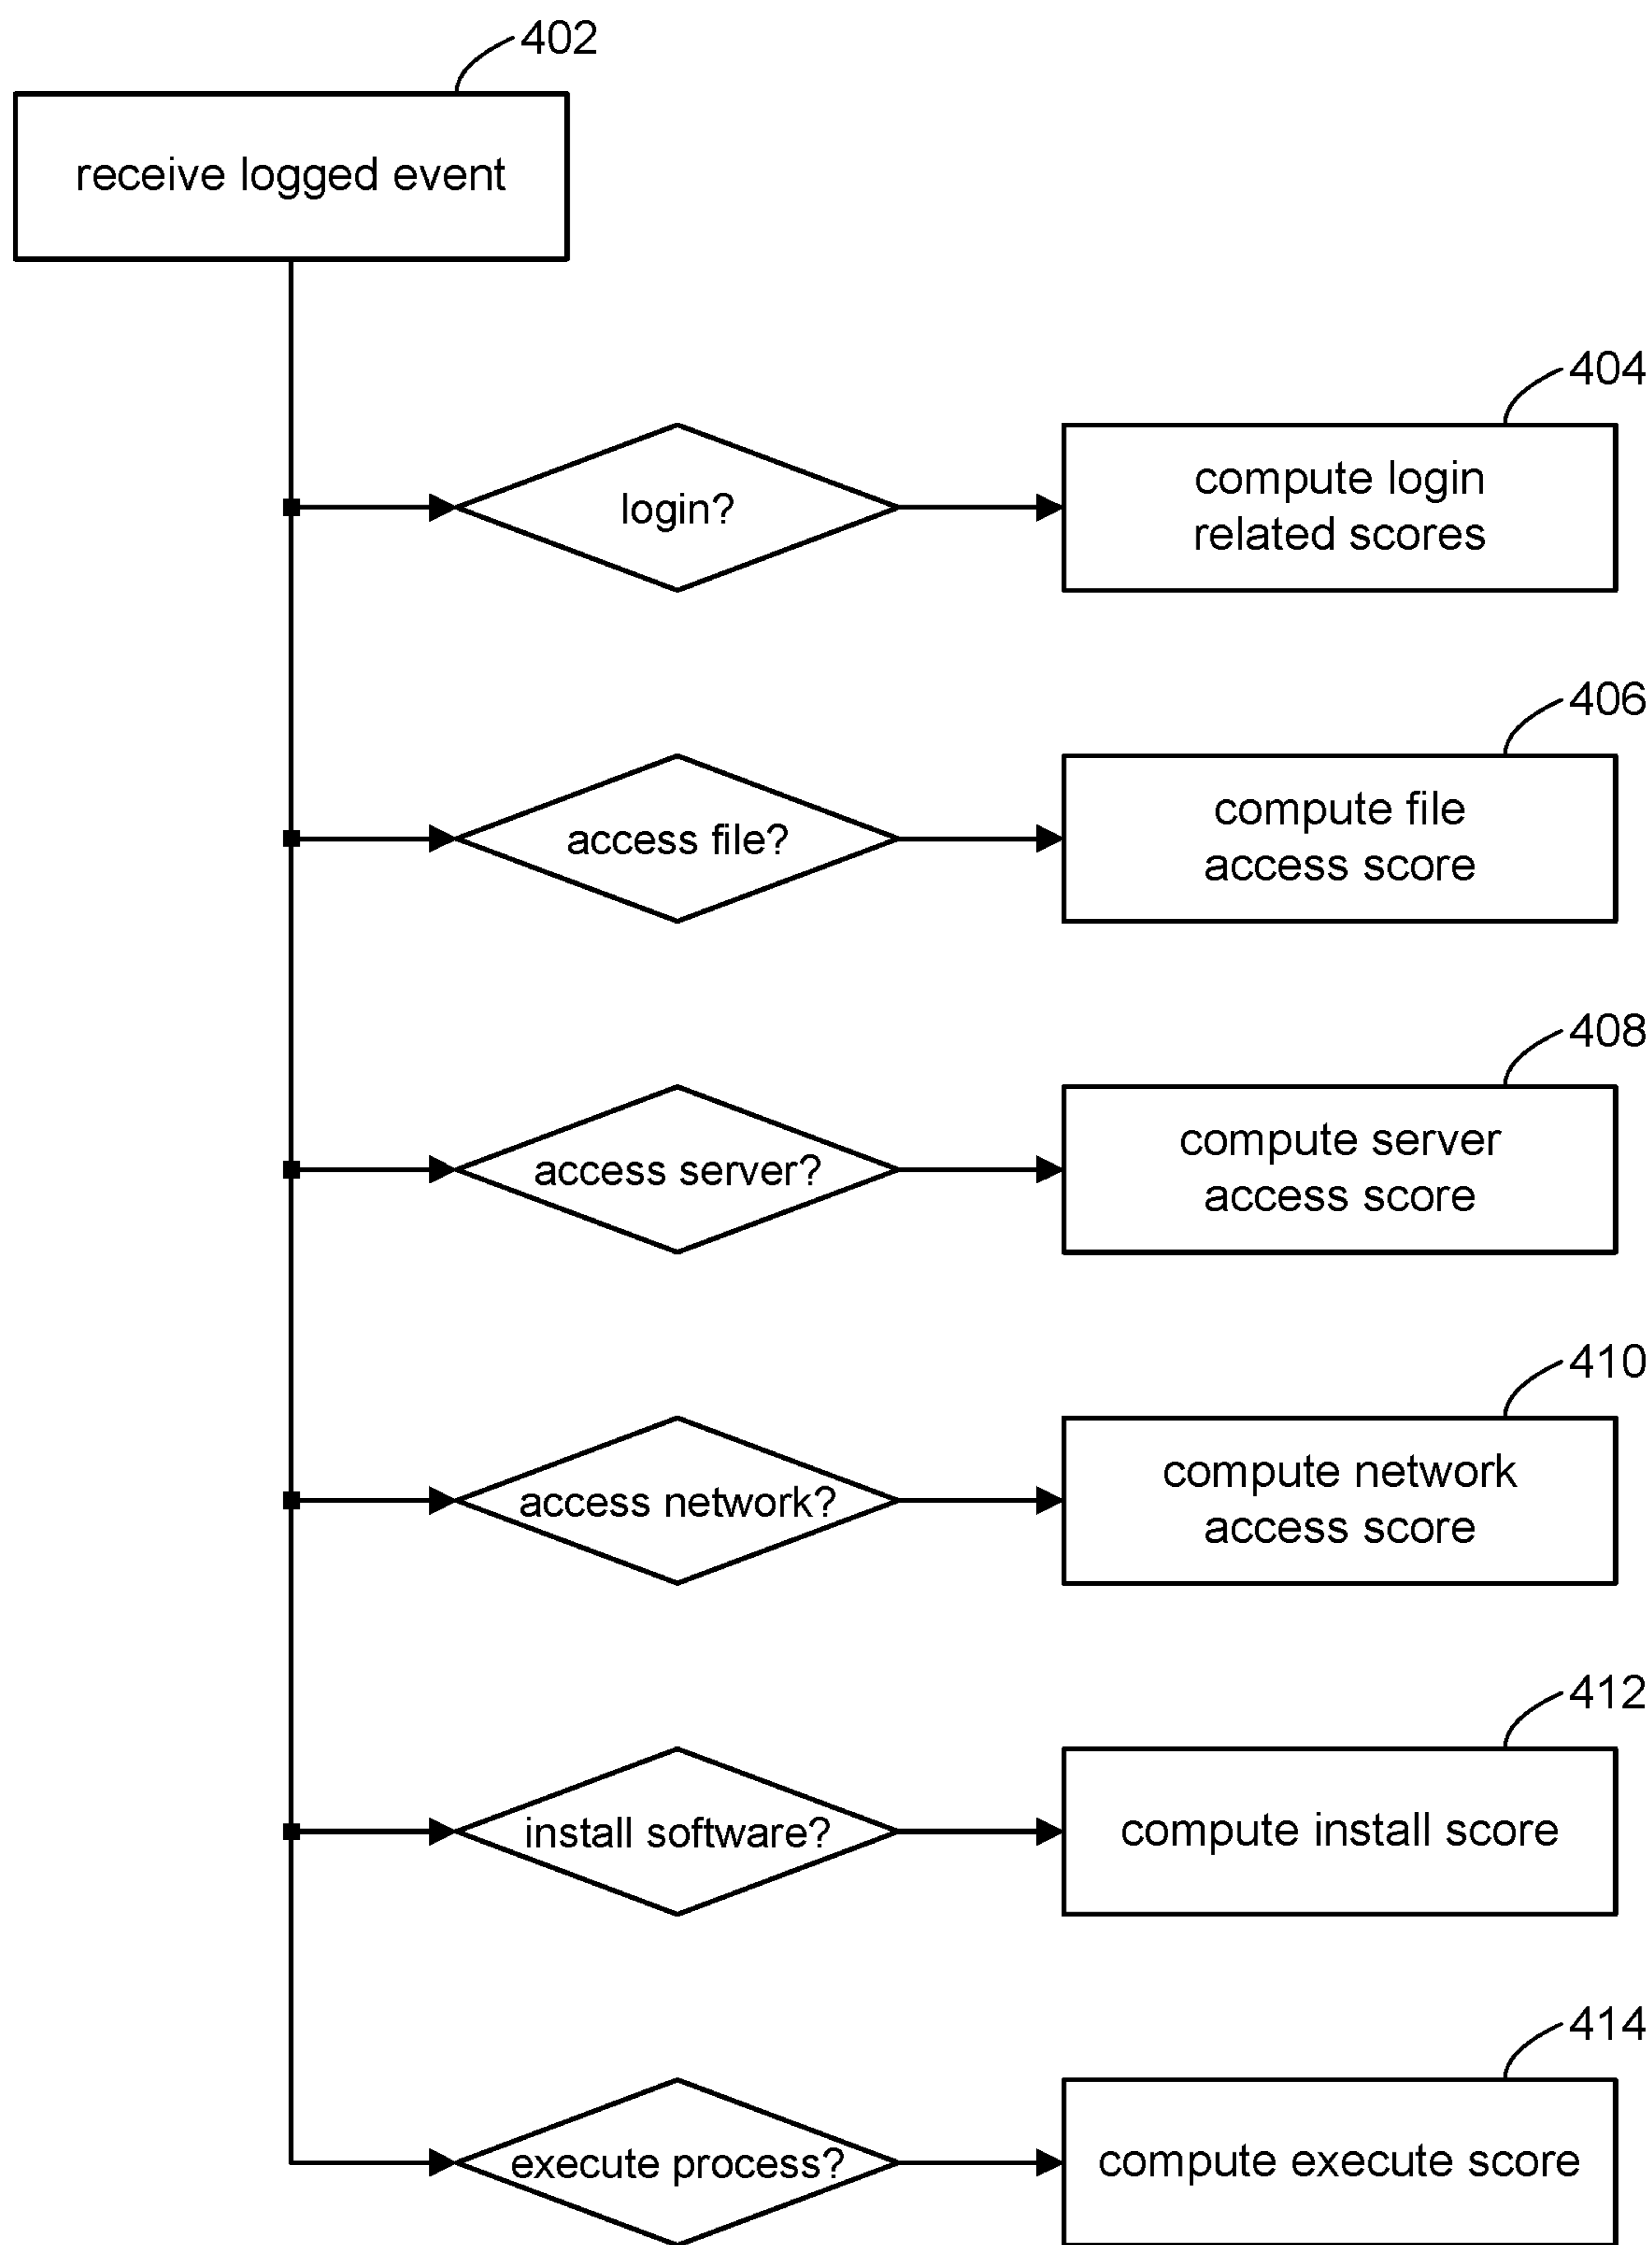 402
receive logged event
404
login?
compute login
related scores
406
access file?
compute file
access score
408
access server?
compute server
access score
410
access network?
compute network
access score
412
install software?
compute install score
414
execute process?
compute execute score